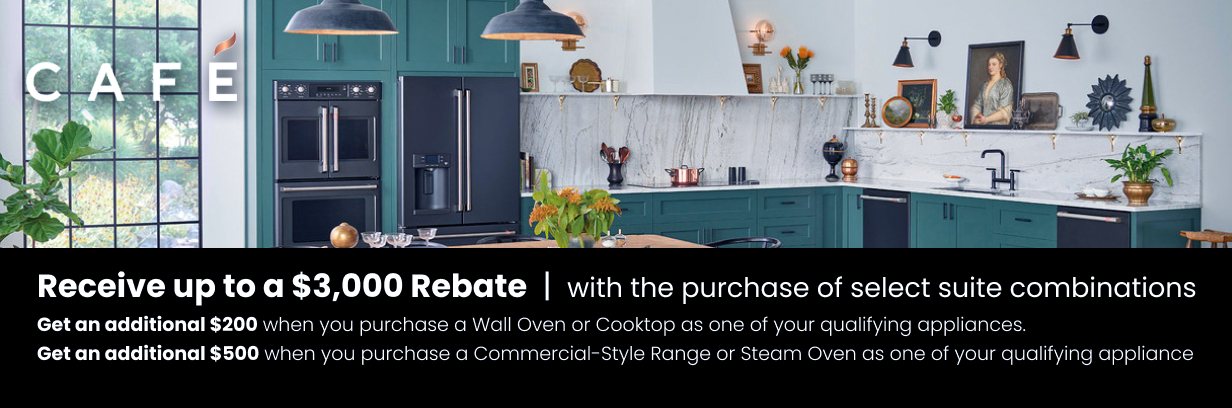 CAFÉ
Receive up to a $3,000 Rebate | with the purchase of select suite combinations
Get an additional $200 when you purchase a Wall Oven or Cooktop as one of your qualifying appliances.
Get an additional $500 when you purchase a Commercial-Style Range or Steam Oven as one of your qualifying appliance